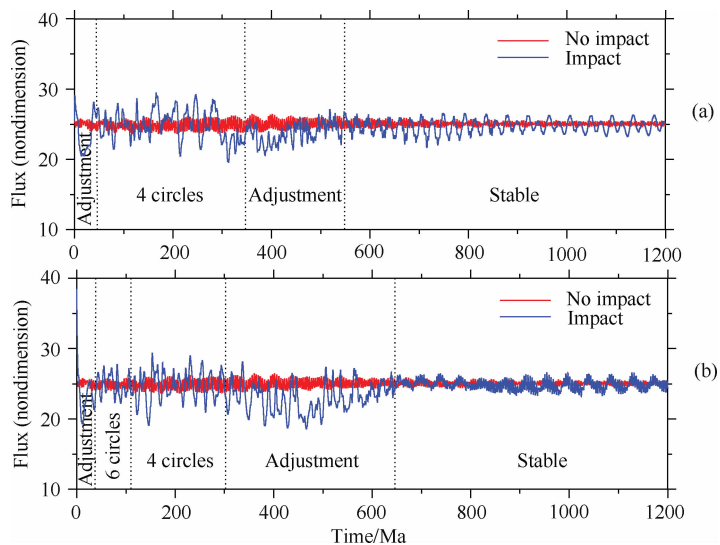 40
No impact
Impact
30
(a)
20
Flux (nondimension)
Adjustment
4 circles
Adjustment
Stable
10
0 200 400 600 800 1000 1200
40
No impact
Impact
30
(b)
20
Flux (nondimension)
Adjustment
6 circles
4 circles
Adjustment
Stable
10
0 200 400 600 800 1000 1200
Time/Ma